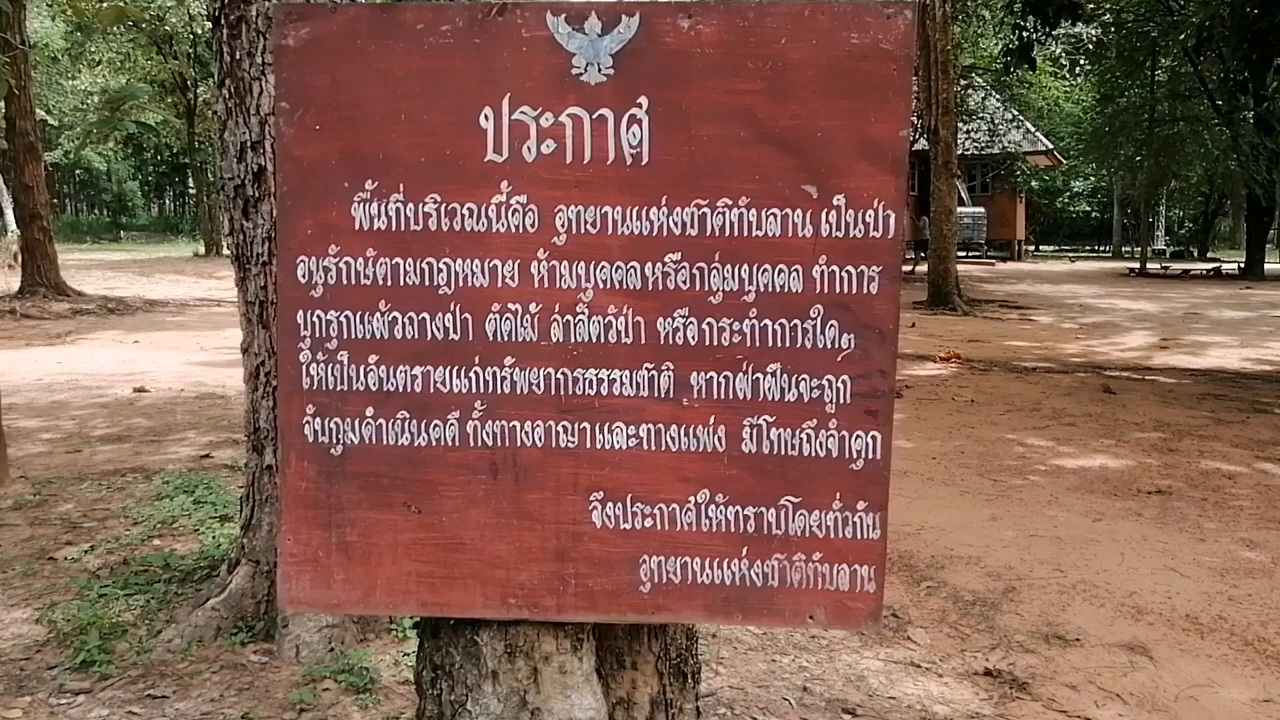 ประกาศ
พื้นที่บริเวณนี้คือ อุทยานแห่งชาติทับลาน เป็นป่า
อนุรักษ์ตามกฎหมาย ห้ามบุคคลหรือกลุ่มบุคคล ทำการ
บุกรุกแผ้วถางป่า ตัดไม้ ล่าสัตว์ป่า หรือกระทำการใดๆ
ให้เป็นอันตรายแก่ทรัพยากรธรรมชาติ หากฝ่าฝืนจะถูก
จับกุมดำเนินคดี ทั้งทางอาญาและทางแพ่ง มีโทษถึงจำคุก
จึงประกาศให้ทราบโดยทั่วกัน
อุทยานแห่งชาติทับลาน